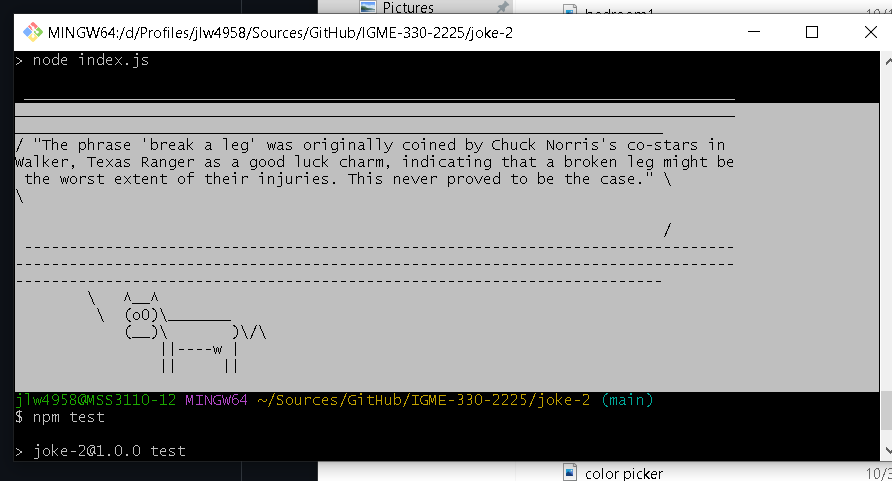 Pictures
bedroom1
10/1
MINGW64:/d/Profiles/jlw4958/Sources/GitHub/IGME-330-2225/joke-2
> node index.js
/ "The phrase 'break a leg' was originally coined by Chuck Norris's co-stars in
Walker, Texas Ranger as a good luck charm, indicating that a broken leg might be
the worst extent of their injuries. This never proved to be the case." \
\
/
\   ^__^
\  (oO)\_______
(__)\       )\/\
||----w |
||     ||
jlw4958@MSS3110-12 MINGW64 ~/Sources/GitHub/IGME-330-2225/joke-2 (main)
$ npm test
> joke-2@1.0.0 test
color picker
10/3